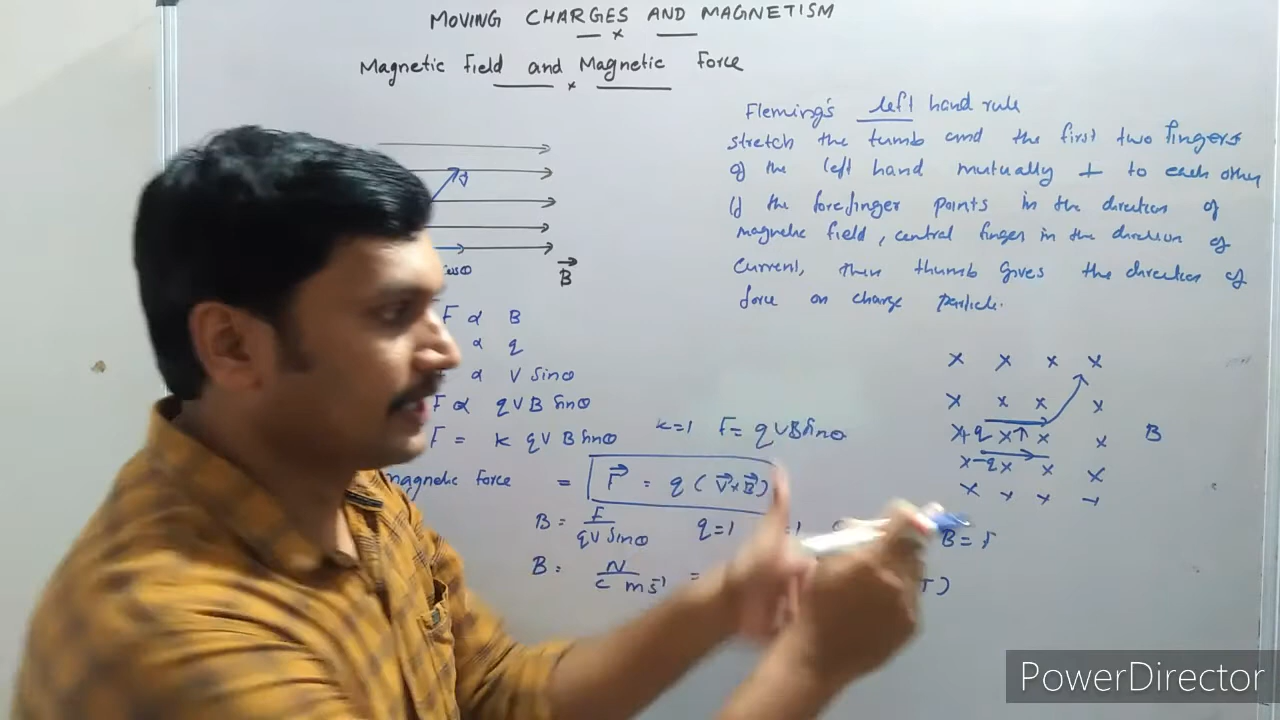 MOVING CHARGES AND MAGNETISM
Magnetic field and Magnetic Force
Fleming's left hand rule
stretch the tumb and the first two fingers
of the left hand mutually ⊥ to each other
If the forefinger points in the direction of
magnetic field, central finger in the direction of
current, then thumb gives the direction of
force on charge particle.
v
cosθ
B
F α B
α q
α v sinθ
F α qvB sinθ
F = k qvB sinθ
k=1 F= qvBsinθ
magnetic force = F = q (v×B)
B = F / qv sinθ q=1 =1
B = F
B = N / C ms⁻¹ =
T)
x x x x
x x x x
+q x ↑ x x B
x -q x x x
x x x x
PowerDirector